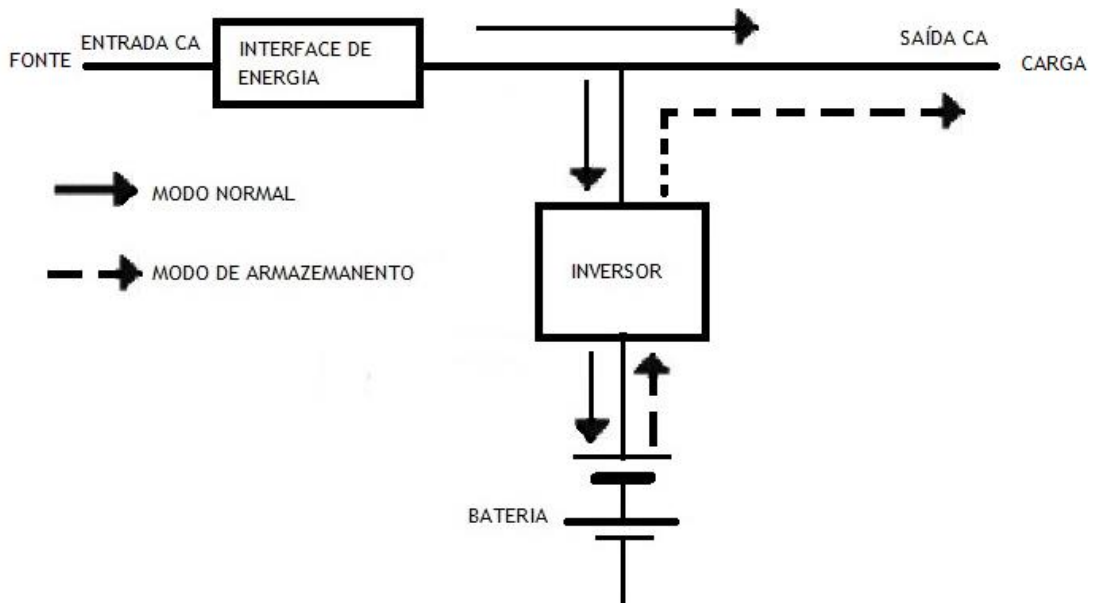 FONTE
ENTRADA CA
INTERFACE DE
ENERGIA
SAÍDA CA
CARGA
MODO NORMAL
MODO DE ARMAZEMANENTO
INVERSOR
BATERIA